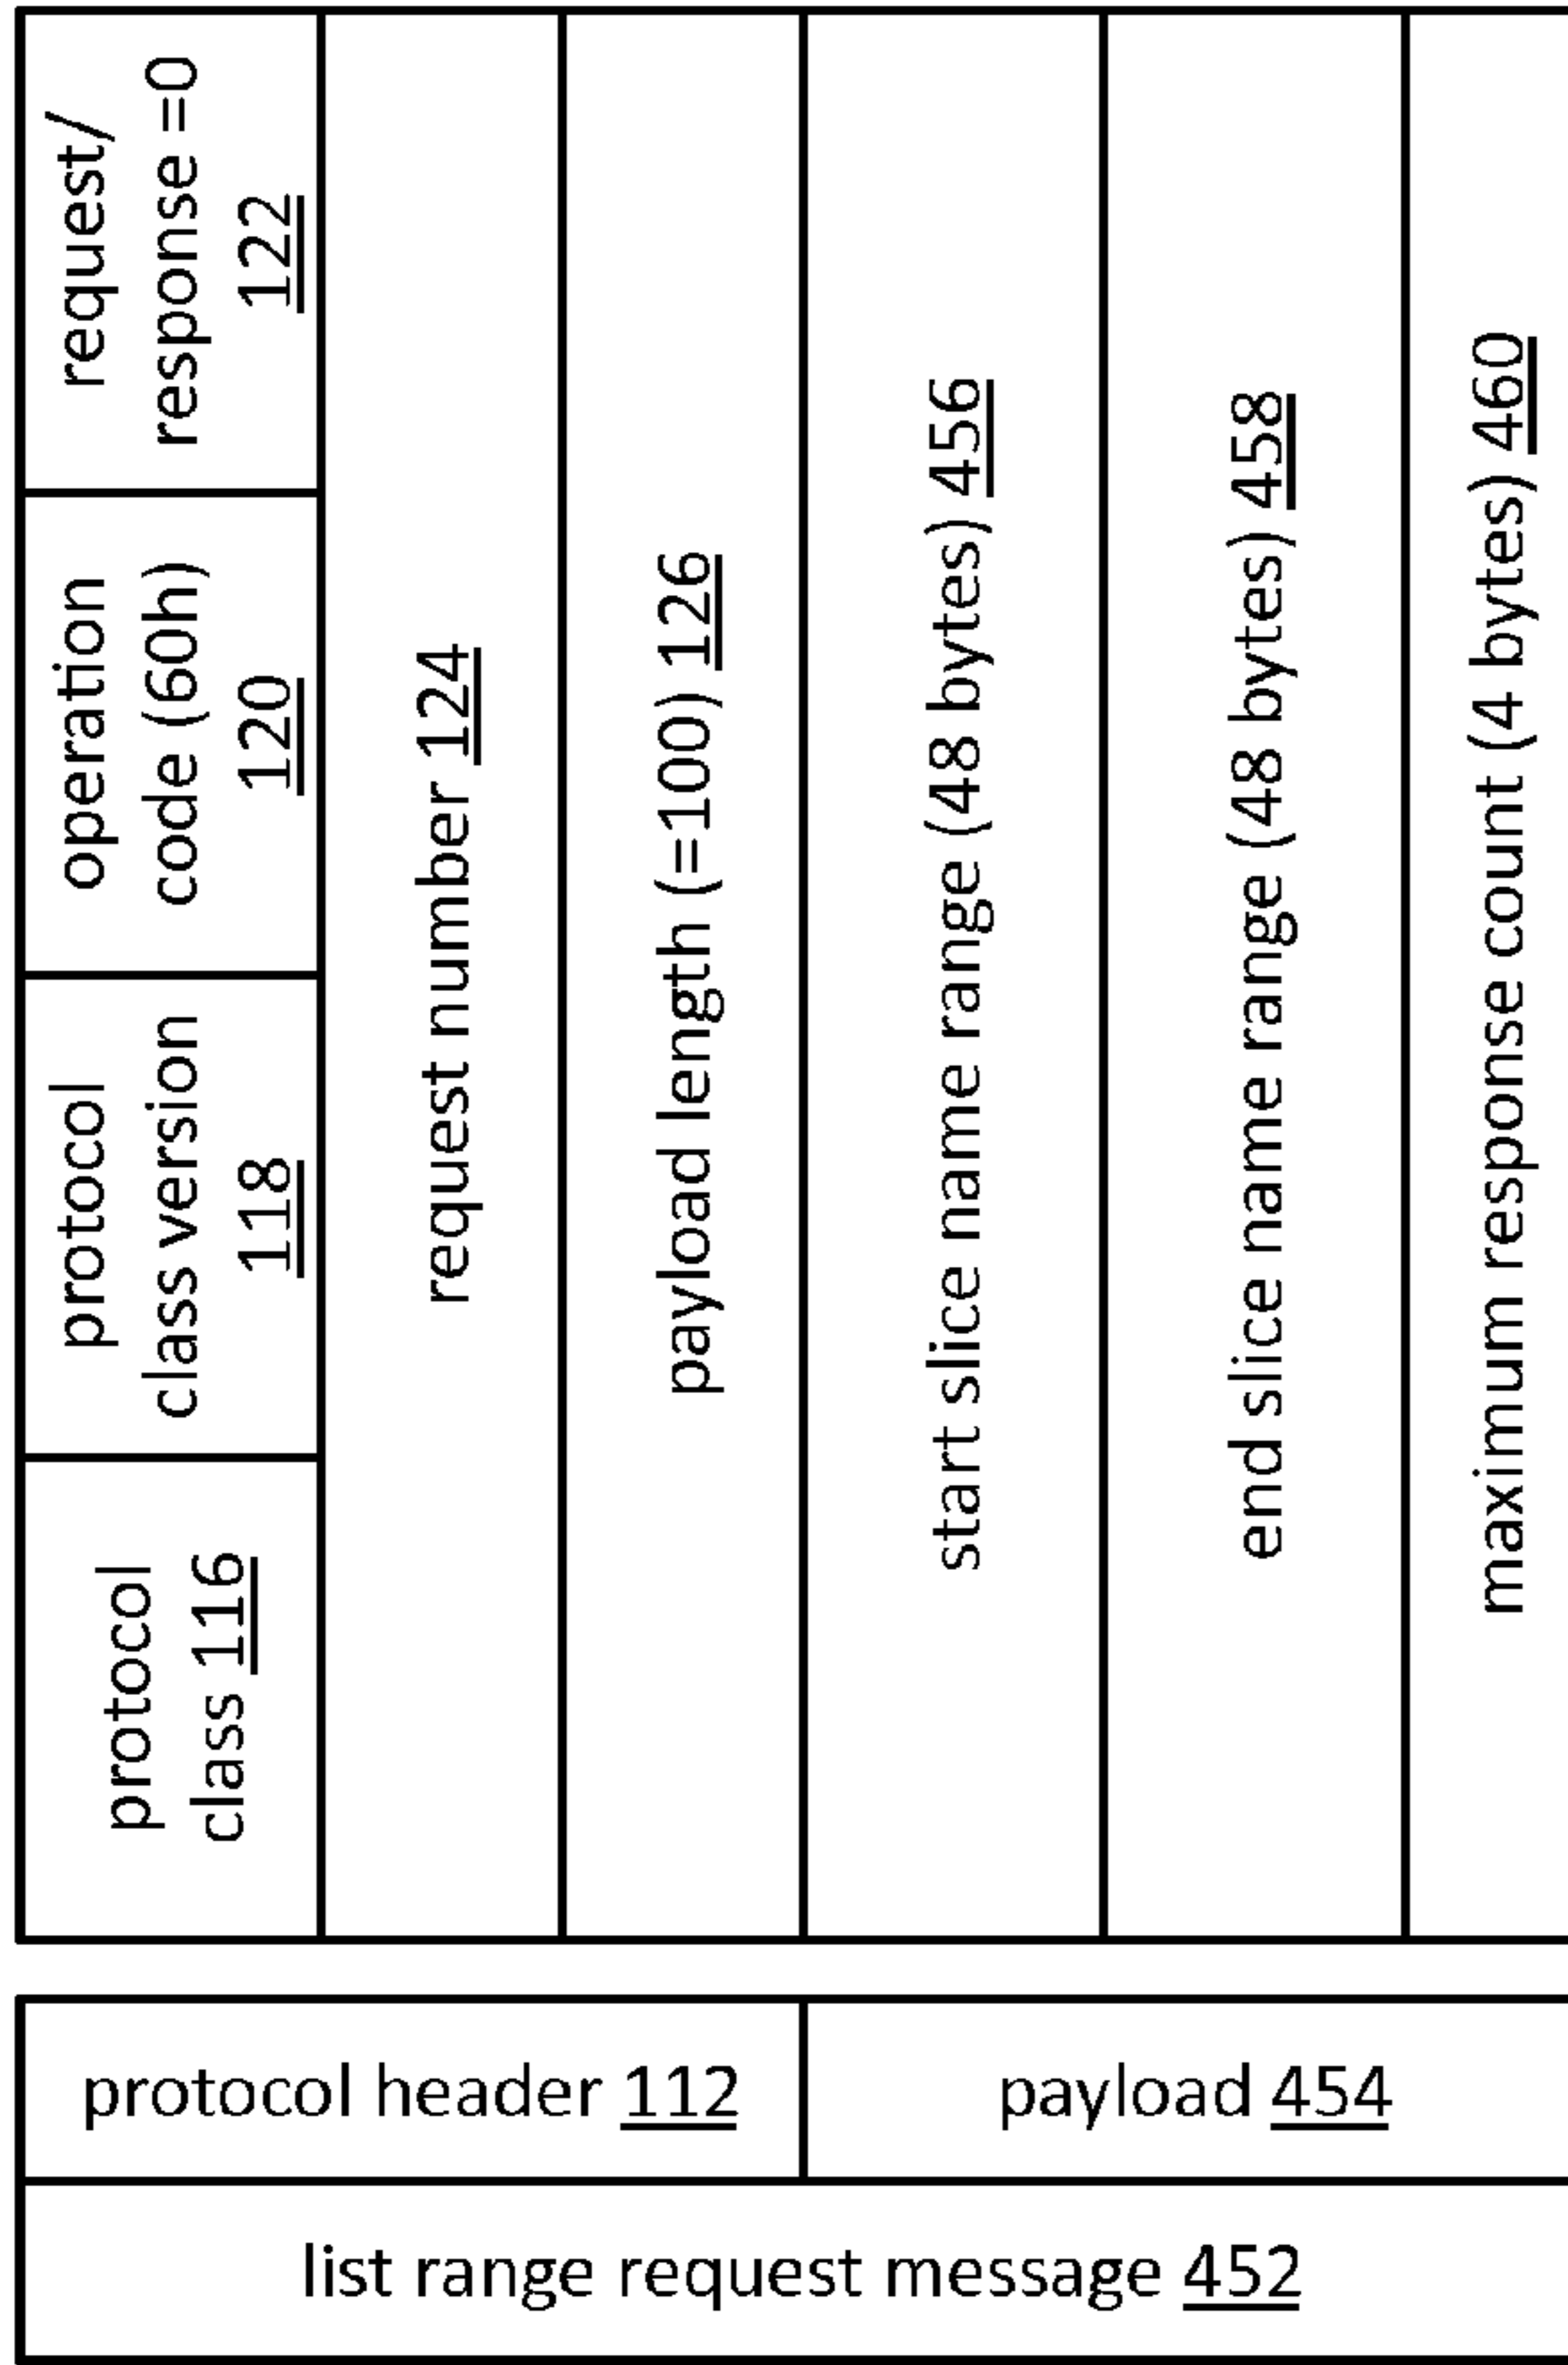 list range request message 452
protocol header 112
payload 454
protocol
class 116
protocol
class version
118
operation
code (60h)
120
request/
response =0
122
request number 124
payload length (=100) 126
start slice name range (48 bytes) 456
end slice name range (48 bytes) 458
maximum response count (4 bytes) 460